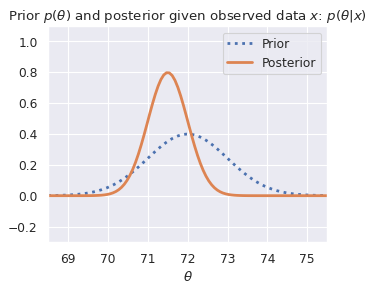 Prior p(θ) and posterior given observed data x: p(θ|x)
Prior
Posterior
1.0
0.8
0.6
0.4
0.2
0.0
−0.2
69 70 71 72 73 74 75
θ